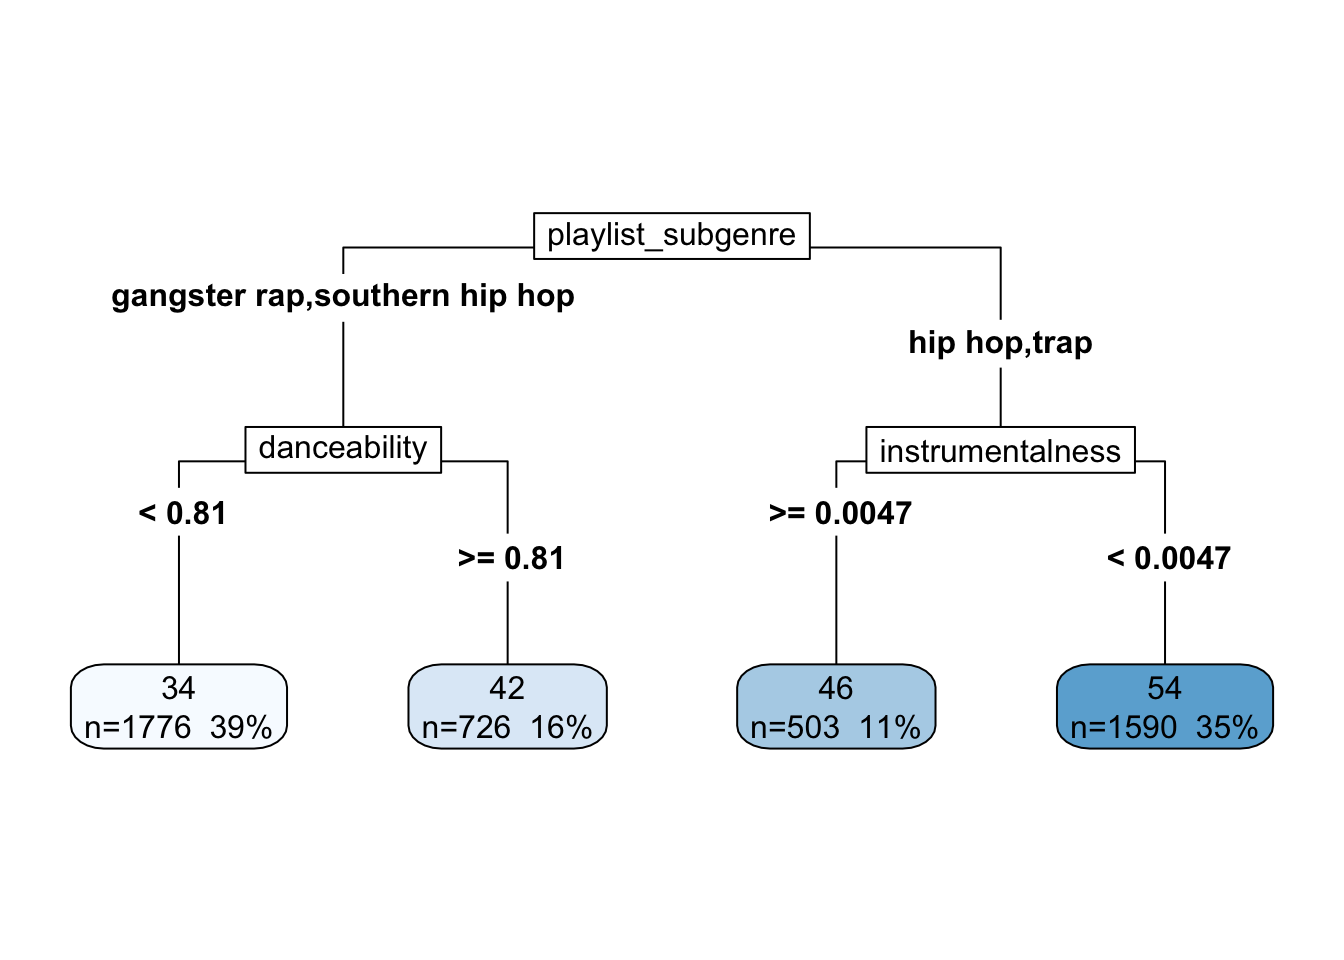 playlist_subgenre
gangster rap,southern hip hop
hip hop,trap
danceability
instrumentalness
< 0.81
>= 0.0047
>= 0.81
< 0.0047
34
n=1776 39%
42
n=726 16%
46
n=503 11%
54
n=1590 35%